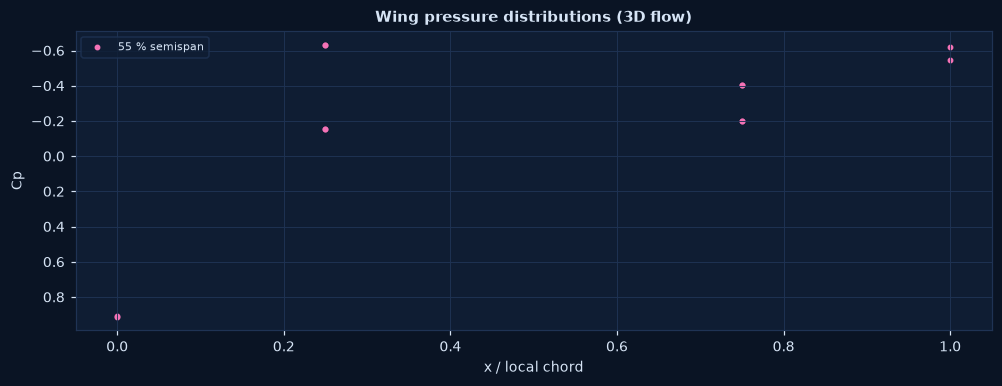 Wing pressure distributions (3D flow)
55 % semispan
−0.6
−0.4
−0.2
0.0
0.2
0.4
0.6
0.8
Cp
0.0 0.2 0.4 0.6 0.8 1.0
x / local chord